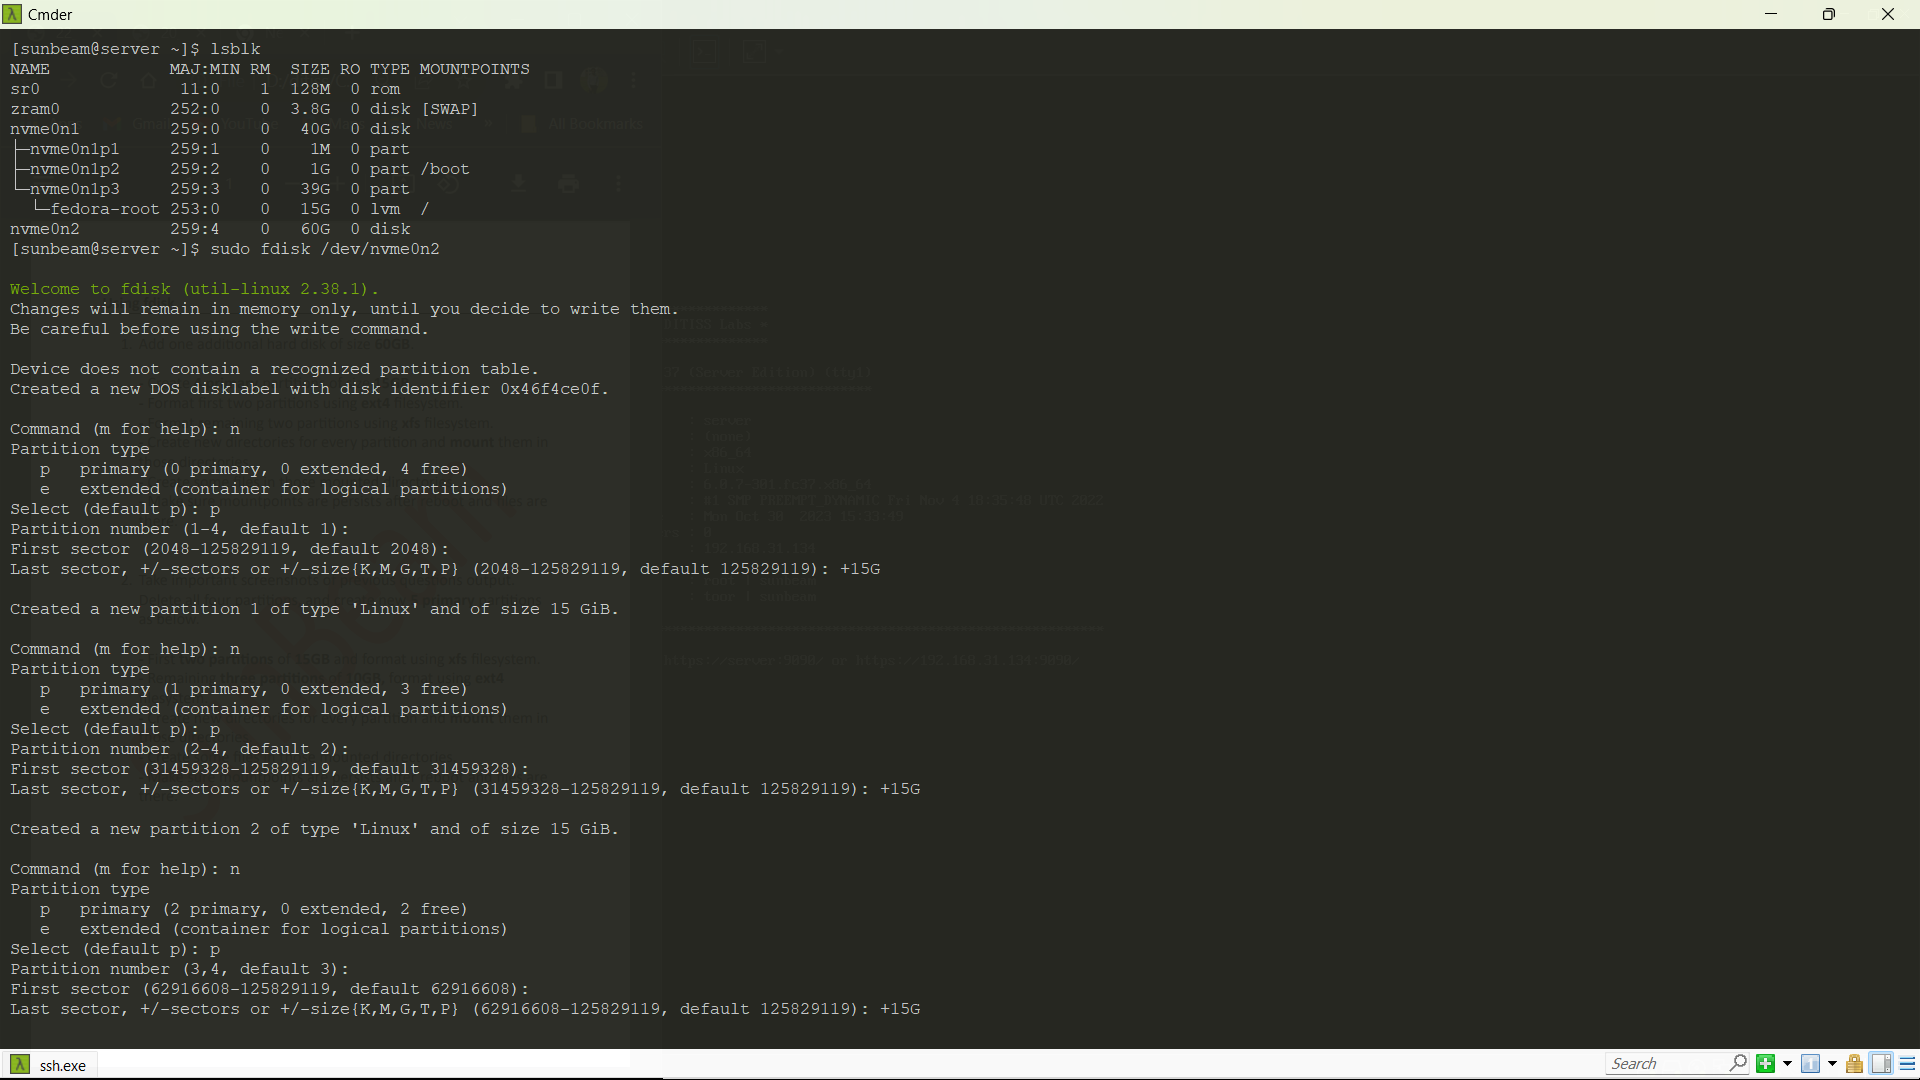 Cmder
[sunbeam@server ~]$ lsblk
NAME            MAJ:MIN RM  SIZE RO TYPE MOUNTPOINTS
sr0              11:0    1  128M  0 rom
zram0           252:0    0  3.8G  0 disk [SWAP]
nvme0n1         259:0    0   40G  0 disk
├─nvme0n1p1     259:1    0    1M  0 part
├─nvme0n1p2     259:2    0    1G  0 part /boot
└─nvme0n1p3     259:3    0   39G  0 part
  └─fedora-root 253:0    0   15G  0 lvm  /
nvme0n2         259:4    0   60G  0 disk
[sunbeam@server ~]$ sudo fdisk /dev/nvme0n2
Welcome to fdisk (util-linux 2.38.1).
Changes will remain in memory only, until you decide to write them.
Be careful before using the write command.
Device does not contain a recognized partition table.
Created a new DOS disklabel with disk identifier 0x46f4ce0f.
Command (m for help): n
Partition type
   p   primary (0 primary, 0 extended, 4 free)
   e   extended (container for logical partitions)
Select (default p): p
Partition number (1-4, default 1):
First sector (2048-125829119, default 2048):
Last sector, +/-sectors or +/-size{K,M,G,T,P} (2048-125829119, default 125829119): +15G
Created a new partition 1 of type 'Linux' and of size 15 GiB.
Command (m for help): n
Partition type
   p   primary (1 primary, 0 extended, 3 free)
   e   extended (container for logical partitions)
Select (default p): p
Partition number (2-4, default 2):
First sector (31459328-125829119, default 31459328):
Last sector, +/-sectors or +/-size{K,M,G,T,P} (31459328-125829119, default 125829119): +15G
Created a new partition 2 of type 'Linux' and of size 15 GiB.
Command (m for help): n
Partition type
   p   primary (2 primary, 0 extended, 2 free)
   e   extended (container for logical partitions)
Select (default p): p
Partition number (3,4, default 3):
First sector (62916608-125829119, default 62916608):
Last sector, +/-sectors or +/-size{K,M,G,T,P} (62916608-125829119, default 125829119): +15G
ssh.exe
Search